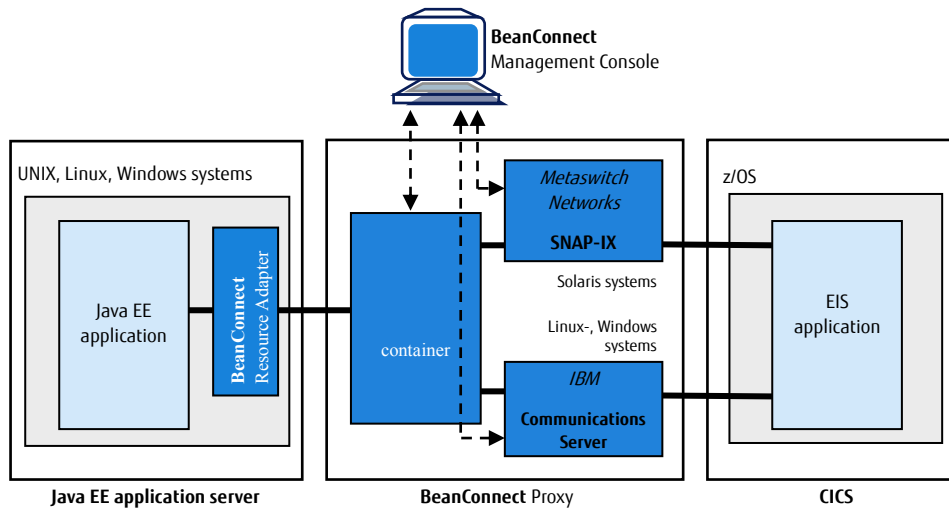 BeanConnect
Management Console
UNIX, Linux, Windows systems
Java EE
application
BeanConnect
Resource Adapter
container
Metaswitch
Networks
SNAP-IX
Solaris systems
Linux-, Windows
systems
IBM
Communications
Server
z/OS
EIS
application
Java EE application server
BeanConnect Proxy
CICS